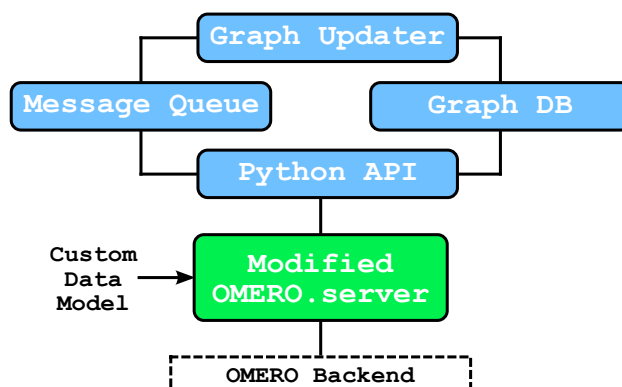 Graph Updater
Message Queue
Graph DB
Python API
Custom
Data
Model
Modified
OMERO.server
OMERO Backend